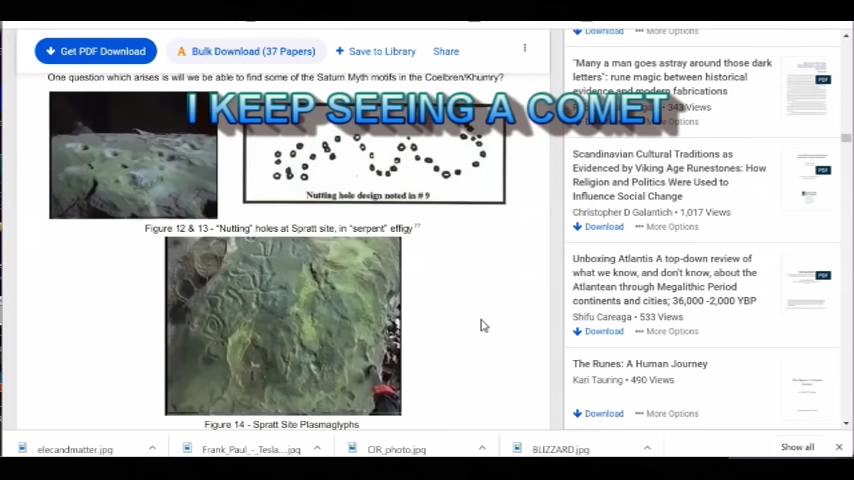 Get PDF Download
Bulk Download (37 Papers)
Save to Library
Share
One question which arises is will we be able to find some of the Saturn Myth motifs in the Coelbren/Khumry?
I KEEP SEEING A COMET
Nutting hole design noted in # 9
Figure 12 & 13 - “Nutting” holes at Spratt site, in “serpent” effigy
Figure 14 - Spratt Site Plasmaglyphs
Download ••• More Options
"Many a man goes astray around those dark
letters": rune magic between historical
evidence and modern fabrications
343 Views
More Options
PDF
Scandinavian Cultural Traditions as
Evidenced by Viking Age Runestones: How
Religion and Politics Were Used to
Influence Social Change
Christopher D Galantich • 1,017 Views
Download ••• More Options
Unboxing Atlantis A top-down review of
what we know, and don't know, about the
Atlantean through Megalithic Period
continents and cities; 36,000 -2,000 YBP
Shifu Careaga • 533 Views
Download ••• More Options
PDF
The Runes: A Human Journey
Kari Tauring • 490 Views
Download ••• More Options
elecandmatter.jpg
Frank_Paul_-_Tesla....jpg
CIR_photo.jpg
BLIZZARD.jpg
Show all